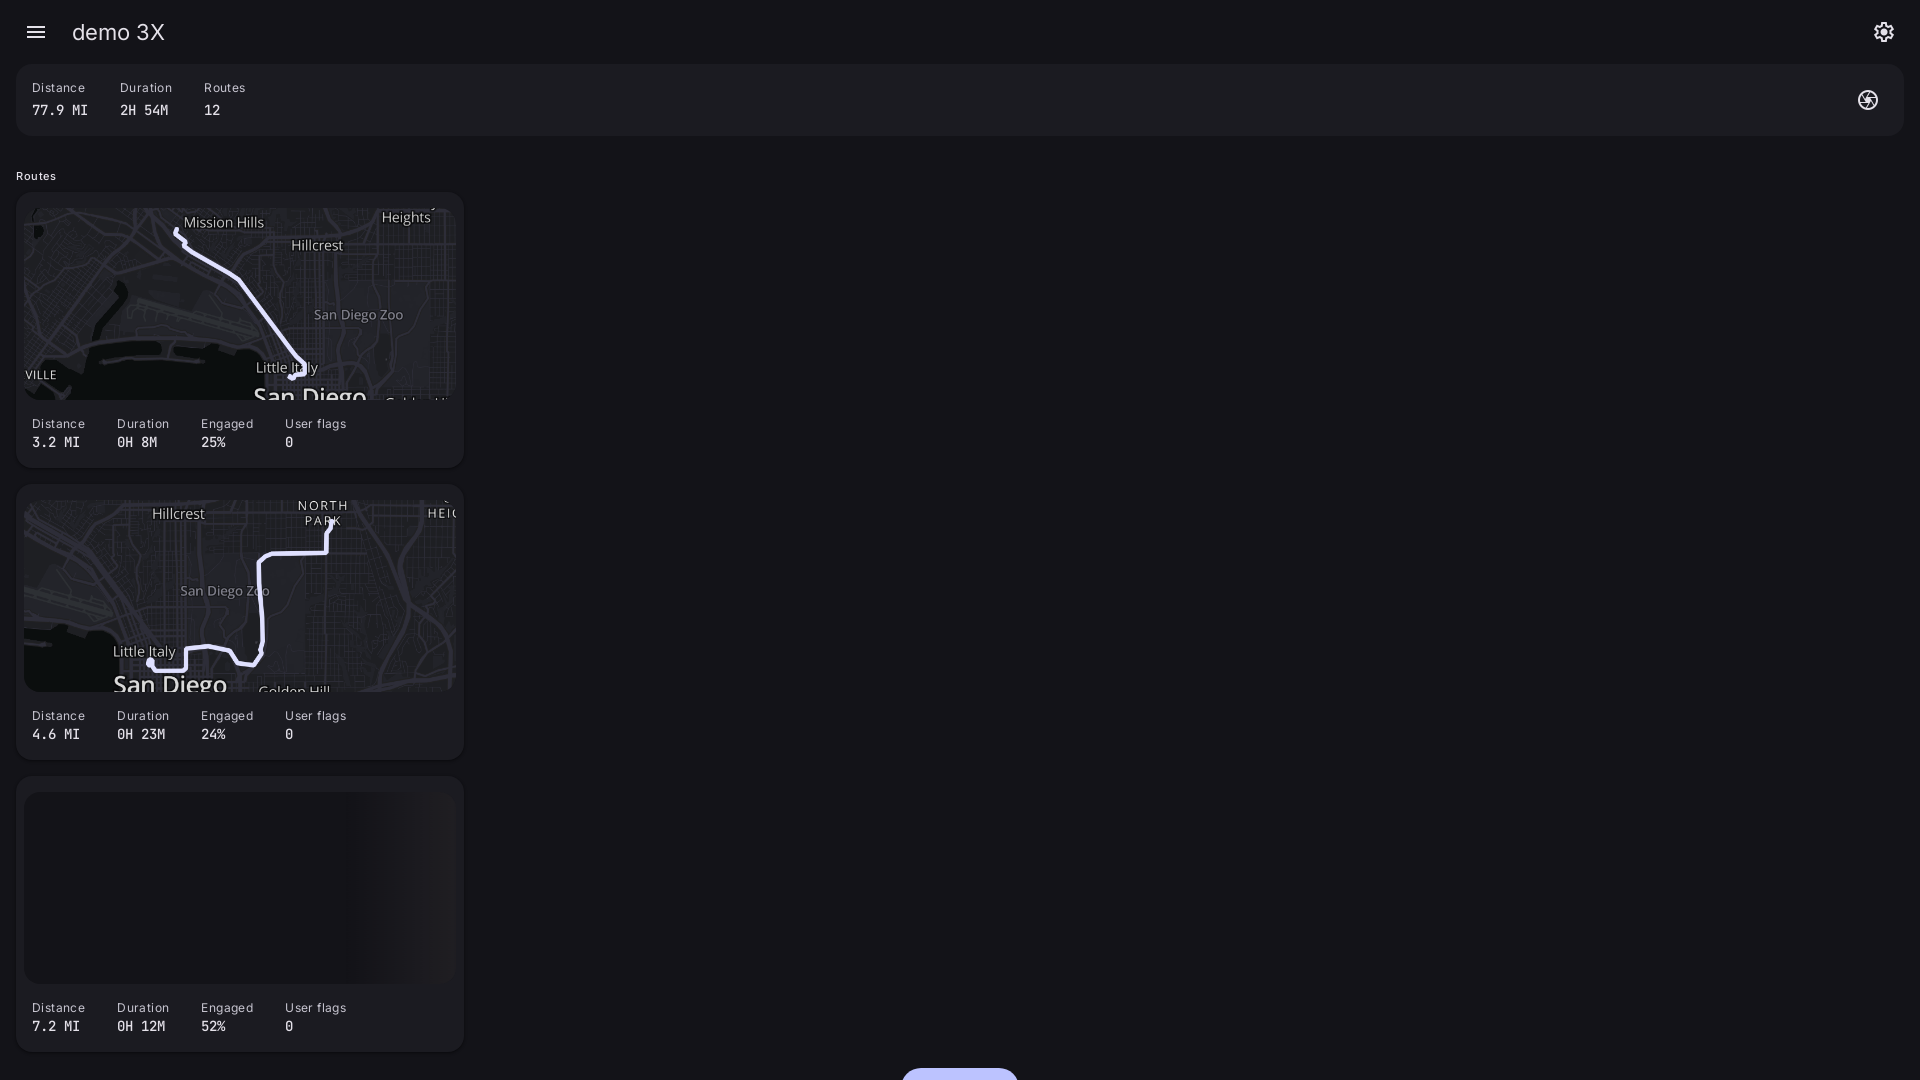 demo 3X
Distance
77.9 MI
Duration
2H 54M
Routes
12
Routes
Mission Hills
Heights
Hillcrest
San Diego Zoo
Little Italy
VILLE
San Diego
Distance
3.2 MI
Duration
0H 8M
Engaged
25%
User flags
0
NORTH
PARK
Hillcrest
HEIG
San Diego Zoo
Little Italy
San Diego
Golden Hill
Distance
4.6 MI
Duration
0H 23M
Engaged
24%
User flags
0
Distance
7.2 MI
Duration
0H 12M
Engaged
52%
User flags
0